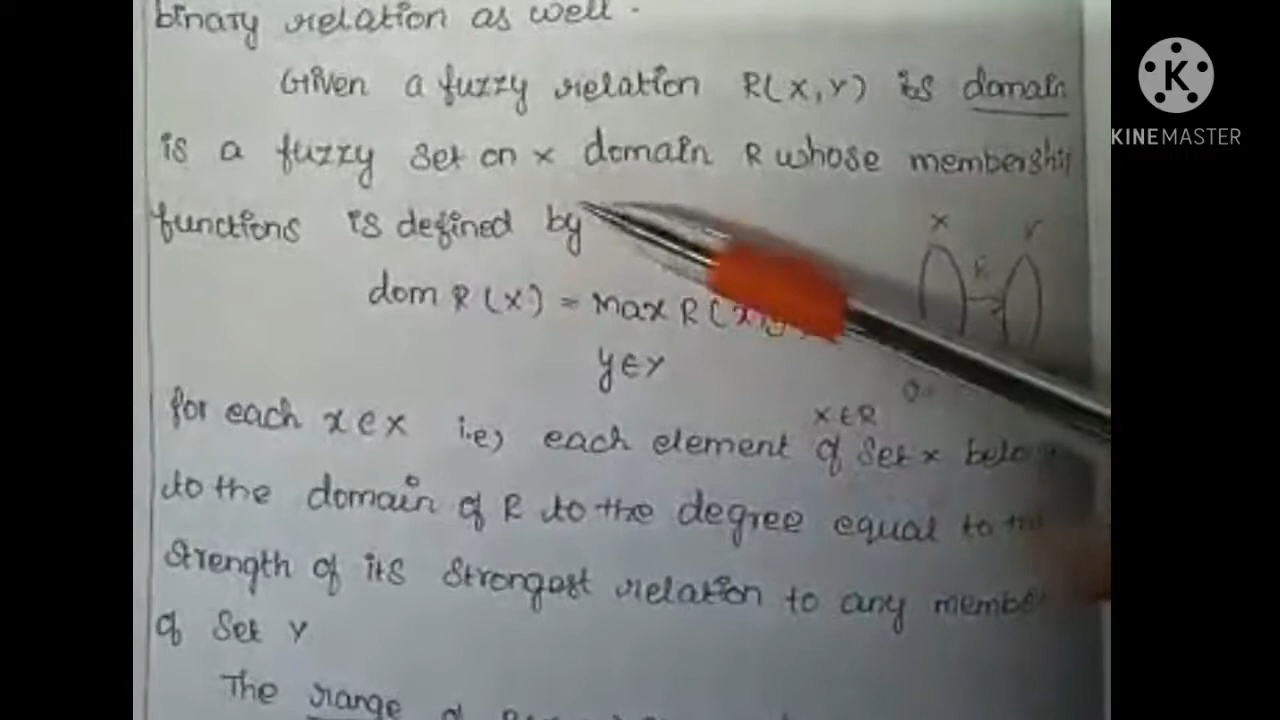 binary relation as well.
Given a fuzzy relation R(X,Y) its domain
is a fuzzy set on X domain R whose membership
functions is defined by
X Y
R
dom R(X) = Max R(x,y
y∈Y
for each x∈X i.e, each element of set x
X∈R
to the domain of R to the degree equal to
strength of its strongest relation to any
of set Y
The range of
K
KINEMASTER